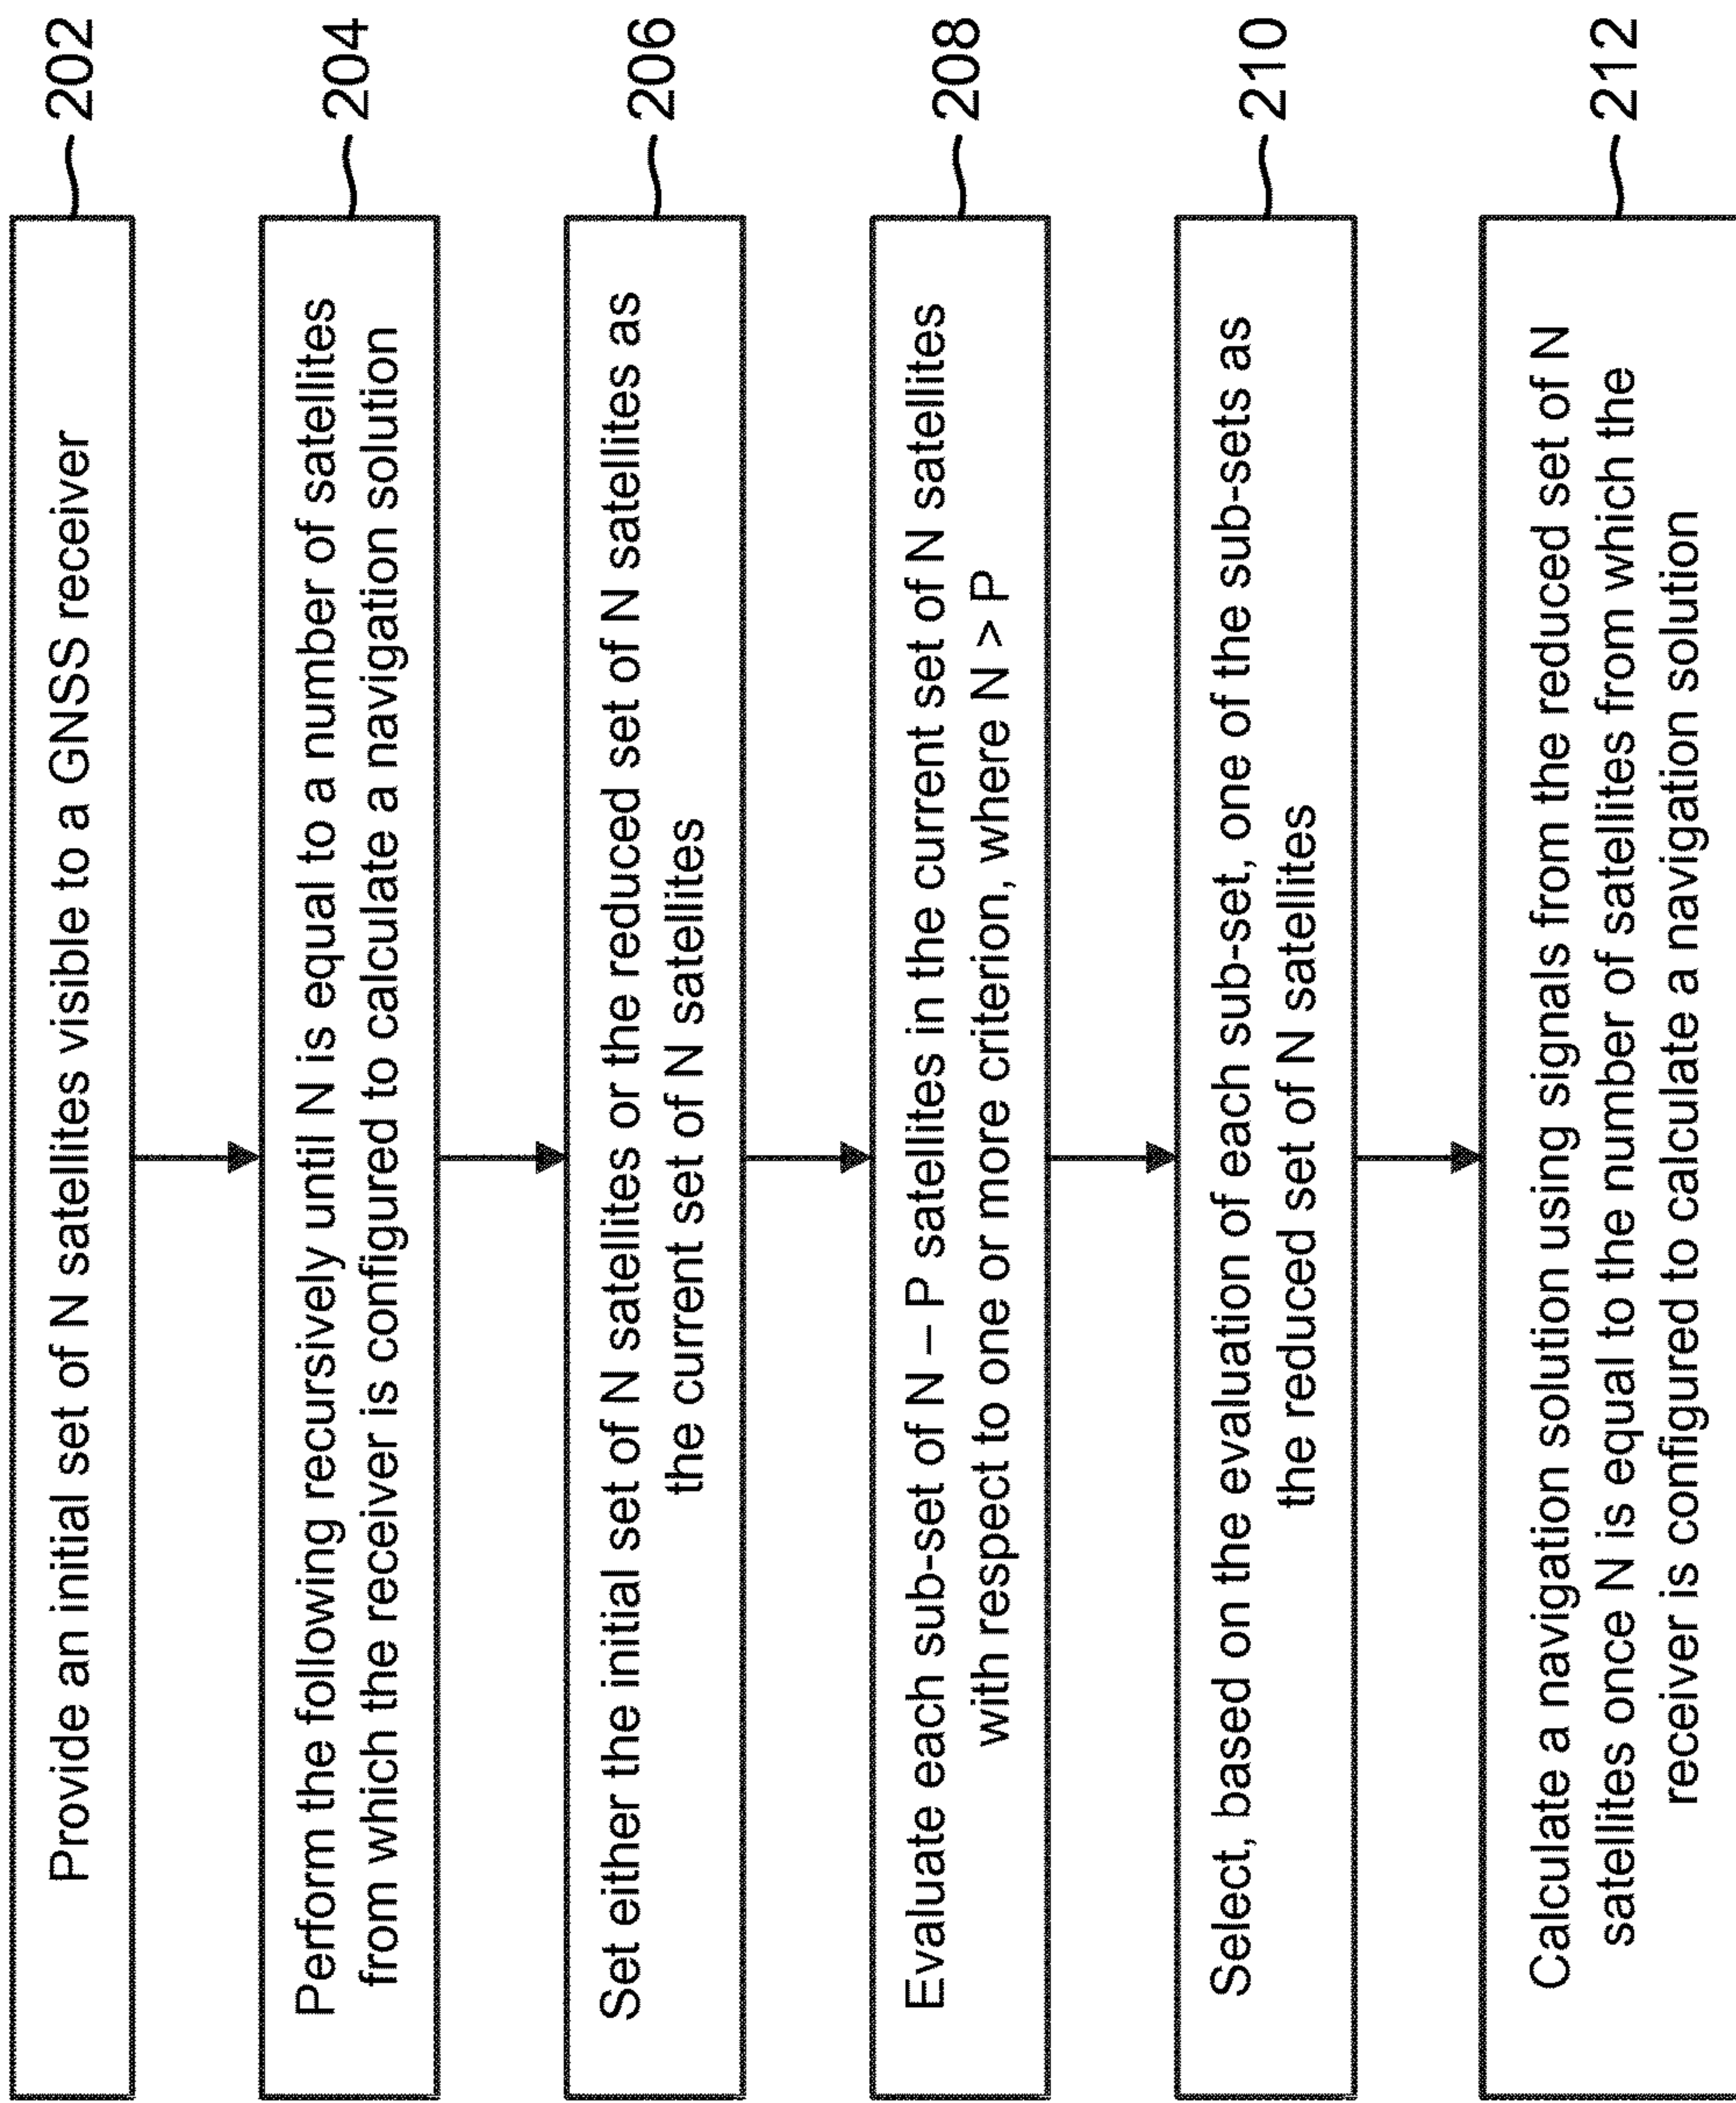 Provide an initial set of N satellites visible to a GNSS receiver
202
Perform the following recursively until N is equal to a number of satellites
from which the receiver is configured to calculate a navigation solution
204
Set either the initial set of N satellites or the reduced set of N satellites as
the current set of N satellites
206
Evaluate each sub-set of N – P satellites in the current set of N satellites
with respect to one or more criterion, where N > P
208
Select, based on the evaluation of each sub-set, one of the sub-sets as
the reduced set of N satellites
210
Calculate a navigation solution using signals from the reduced set of N
satellites once N is equal to the number of satellites from which the
receiver is configured to calculate a navigation solution
212